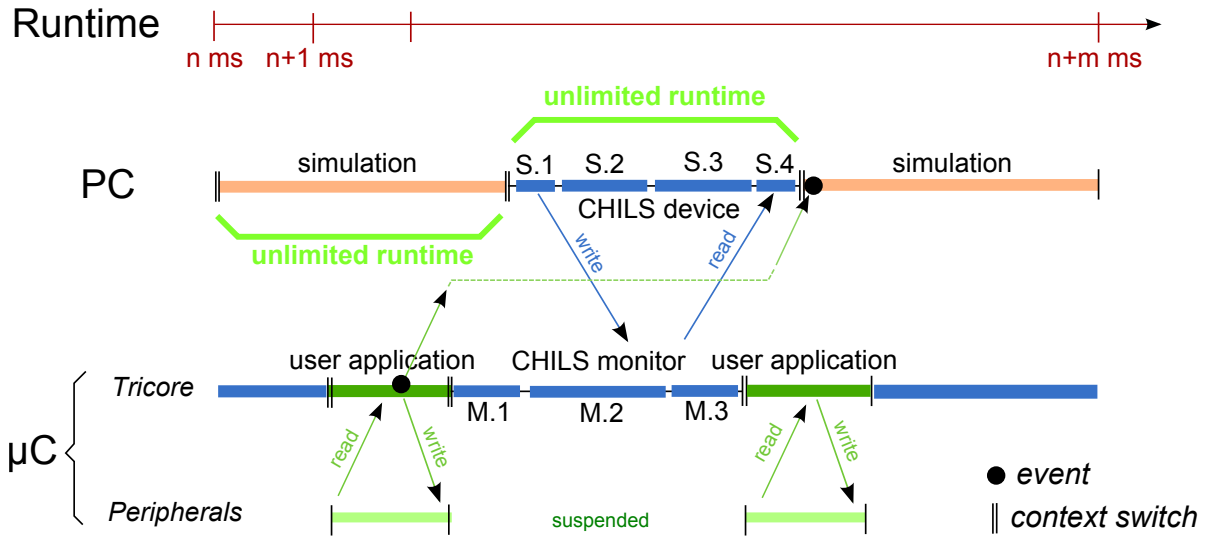 Runtime
n ms
n+1 ms
n+m ms
unlimited runtime
PC
simulation
S.1
S.2
S.3
S.4
simulation
CHILS device
unlimited runtime
write
read
µC
Tricore
user application
CHILS monitor
user application
M.1
M.2
M.3
read
write
read
write
Peripherals
suspended
event
context switch